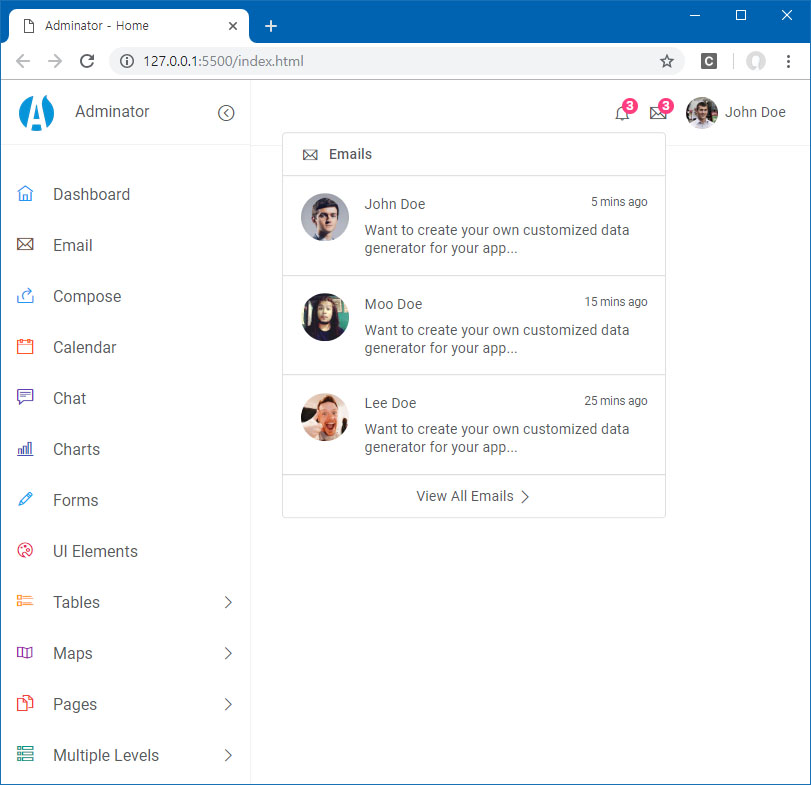 Adminator - Home
127.0.0.1:5500/index.html
C
Adminator
3
3
John Doe
Emails
John Doe
5 mins ago
Want to create your own customized data
generator for your app...
Moo Doe
15 mins ago
Want to create your own customized data
generator for your app...
Lee Doe
25 mins ago
Want to create your own customized data
generator for your app...
View All Emails
Dashboard
Email
Compose
Calendar
Chat
Charts
Forms
UI Elements
Tables
Maps
Pages
Multiple Levels